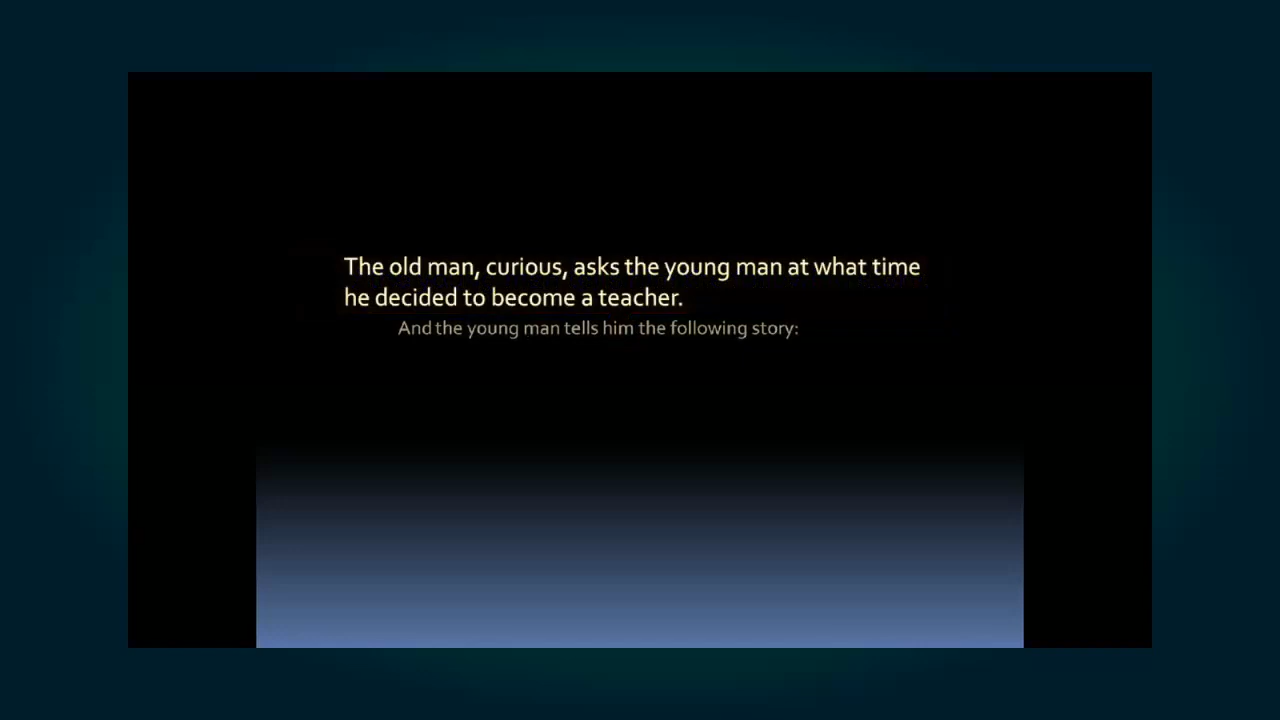 The old man, curious, asks the young man at what time
he decided to become a teacher.
And the young man tells him the following story: